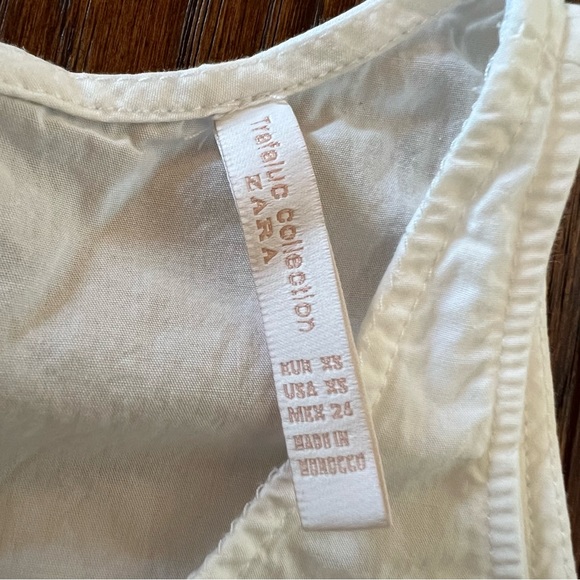 Trafaluc collection
ZARA
EUR XS
USA XS
MEX 24
MADE IN
MOROCCO